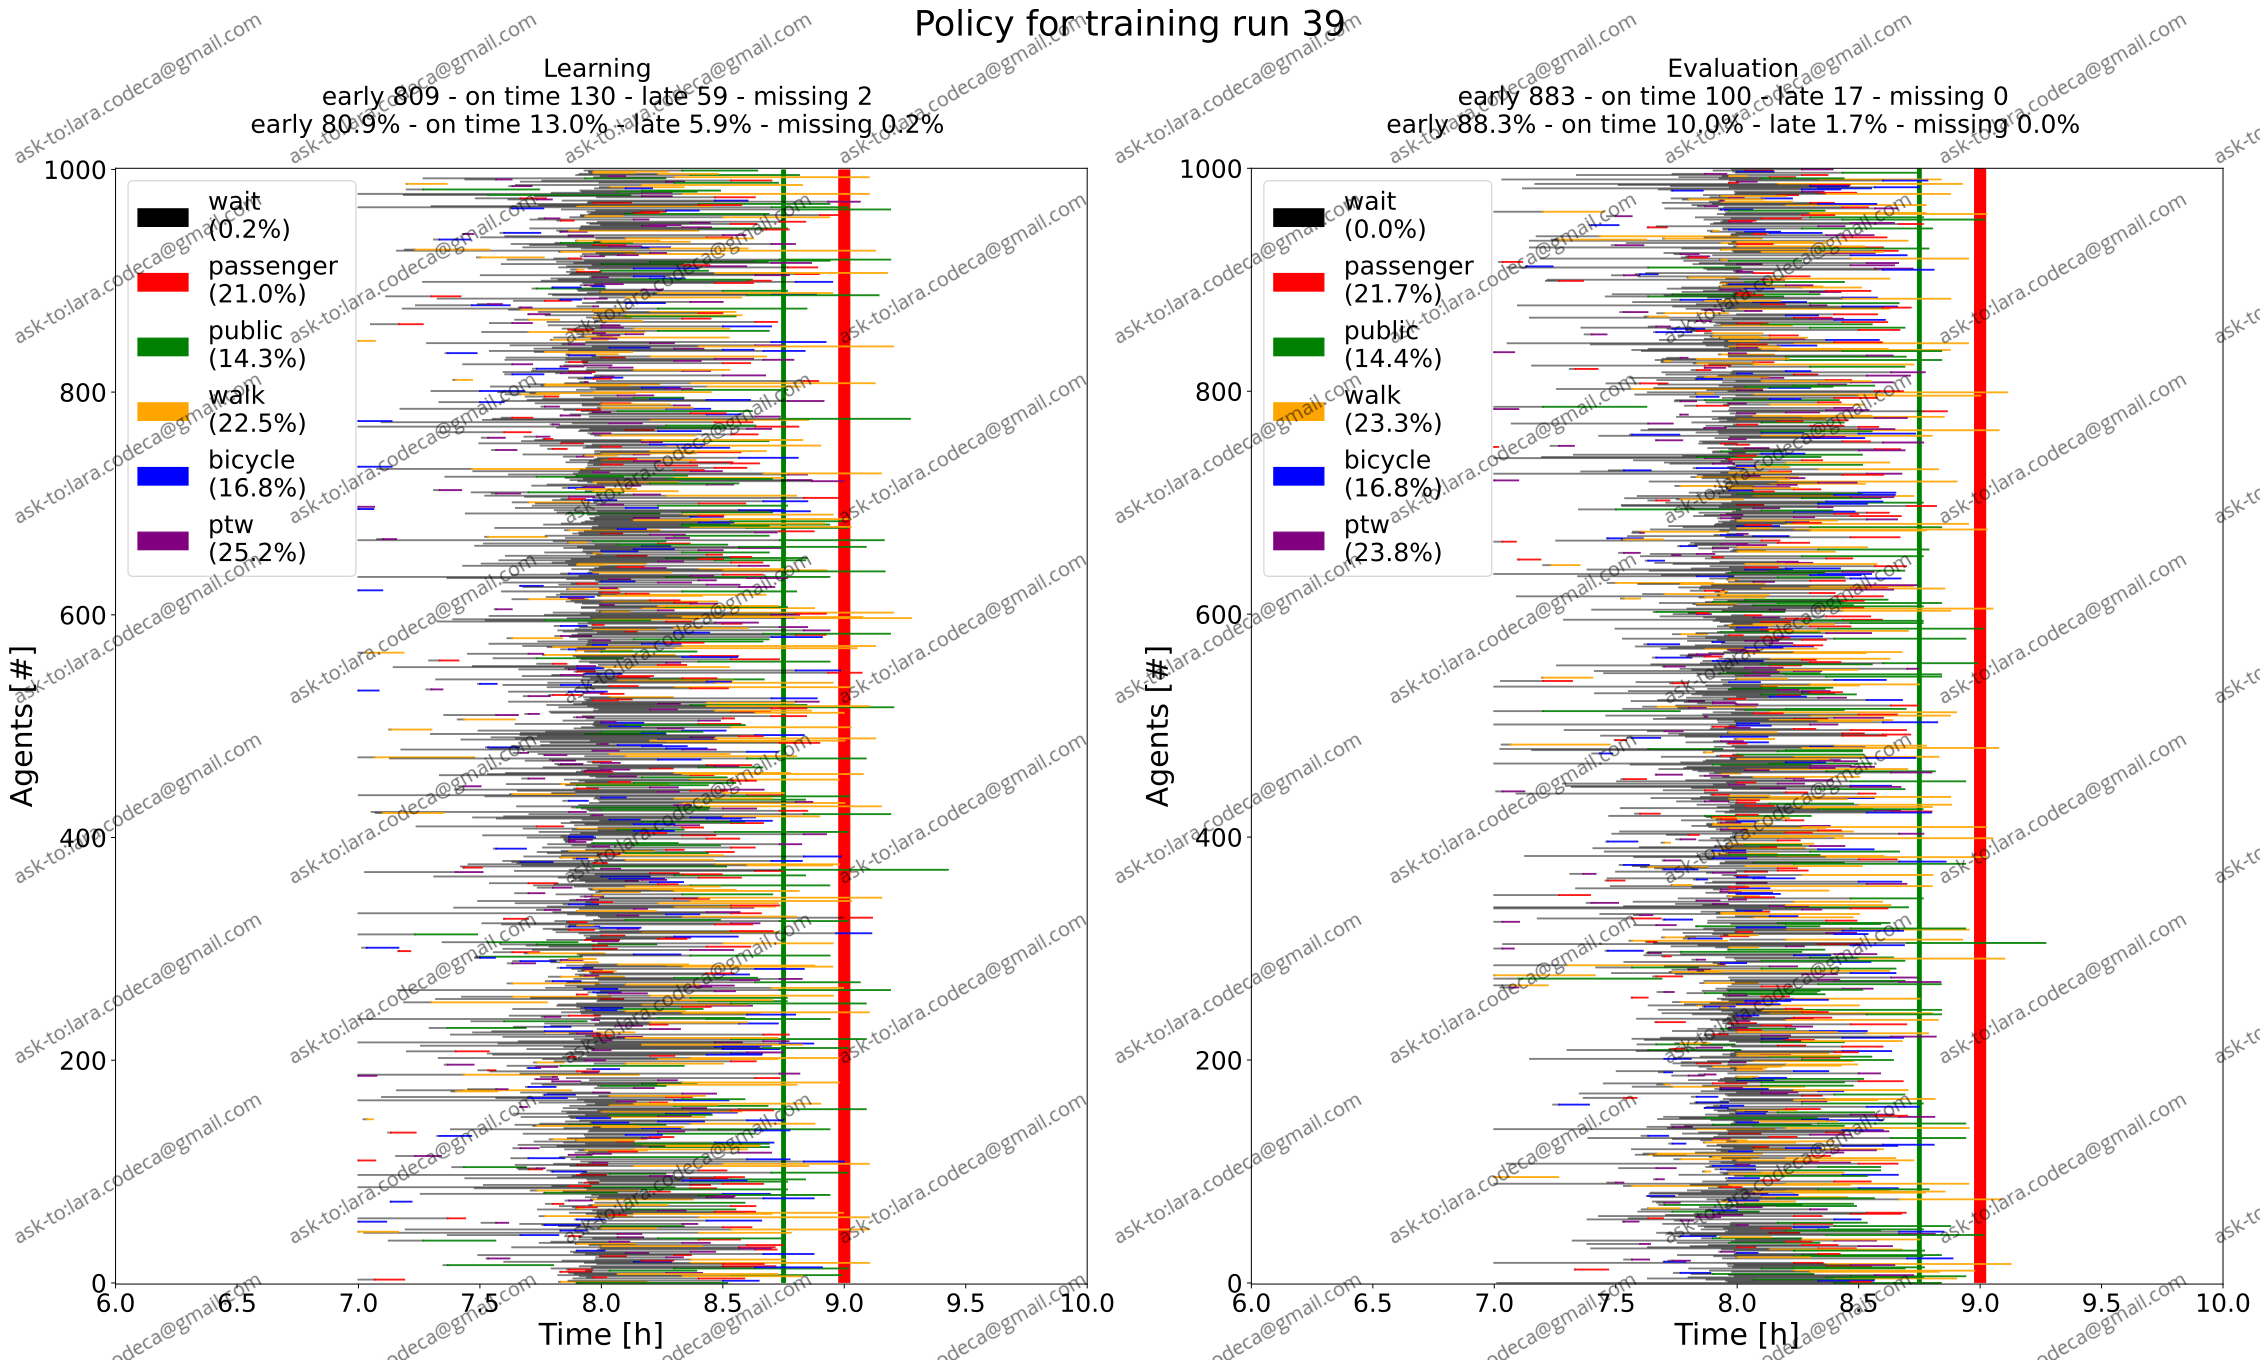 Policy for training run 39
Learning
early 809 - on time 130 - late 59 - missing 2
early 80.9% - on time 13.0% - late 5.9% - missing 0.2%
1000
800
600
400
200
0
Agents [#]
wait
(0.2%)
passenger
(21.0%)
public
(14.3%)
walk
(22.5%)
bicycle
(16.8%)
ptw
(25.2%)
6.0 6.5 7.0 7.5 8.0 8.5 9.0 9.5 10.0
Time [h]
Evaluation
early 883 - on time 100 - late 17 - missing 0
early 88.3% - on time 10.0% - late 1.7% - missing 0.0%
1000
800
600
400
200
0
Agents [#]
wait
(0.0%)
passenger
(21.7%)
public
(14.4%)
walk
(23.3%)
bicycle
(16.8%)
ptw
(23.8%)
6.0 6.5 7.0 7.5 8.0 8.5 9.0 9.5 10.0
Time [h]
ask-to:lara.codeca@gmail.com